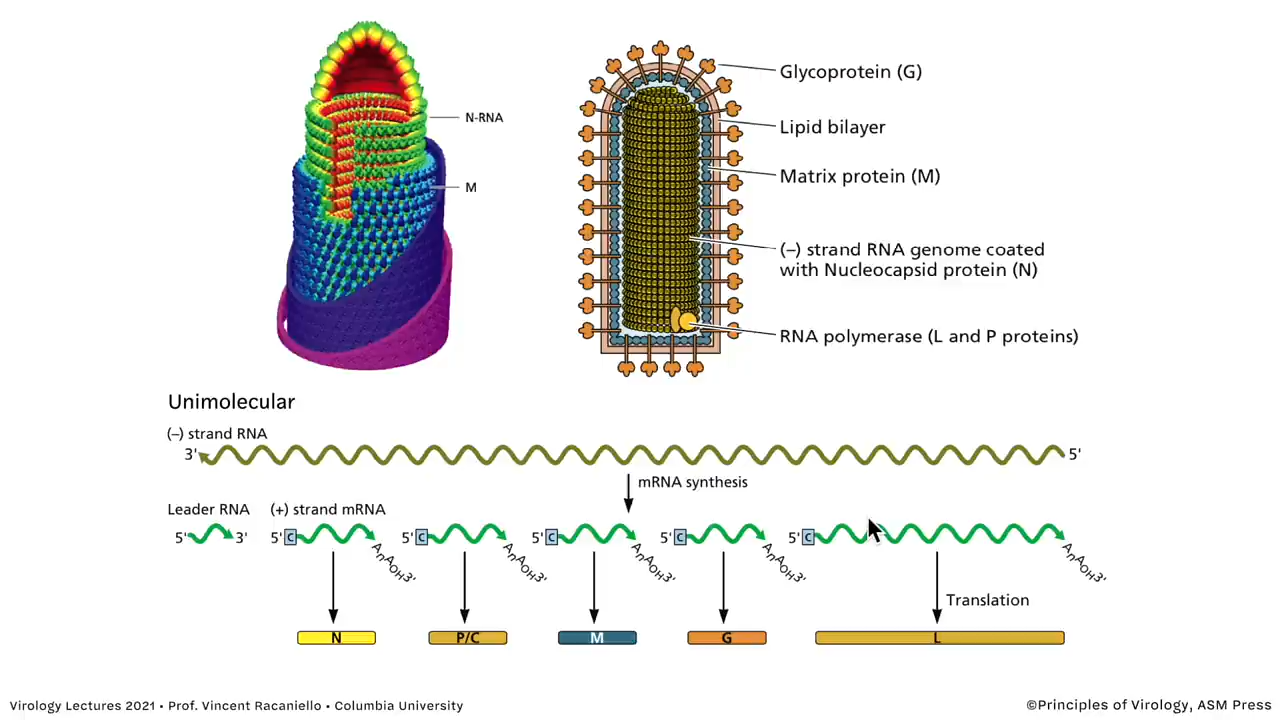 N-RNA
M
Glycoprotein (G)
Lipid bilayer
Matrix protein (M)
(–) strand RNA genome coated
with Nucleocapsid protein (N)
RNA polymerase (L and P proteins)
Unimolecular
(–) strand RNA
3' 5'
mRNA synthesis
Leader RNA (+) strand mRNA
5' 3' 5' C 5' C 5' C 5' C 5' C
AnAOH3' AnAOH3' AnAOH3' AnAOH3' AnAOH3'
Translation
N P/C M G L
Virology Lectures 2021 • Prof. Vincent Racaniello • Columbia University
©Principles of Virology, ASM Press